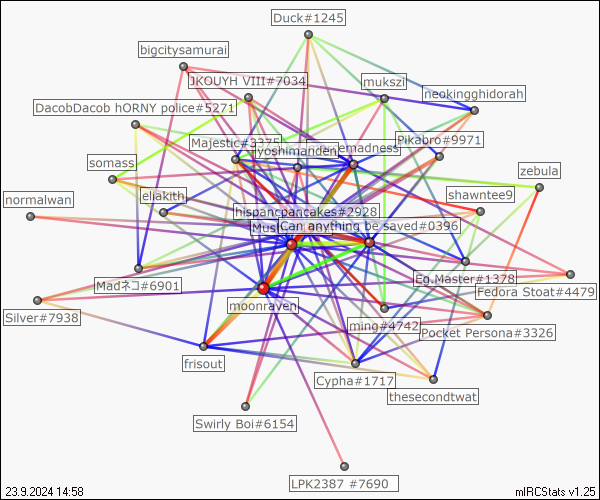 Duck#1245
bigcitysamurai
JKOUYH VIII#7034
mukszi
neokingghidorah
DacobDacob hORNY police#5271
Majestic#3375
emadness
Pikabro#9971
yoshimanden
somass
zebula
eliakith
shawntee9
normalwan
hispancpancakes#2928
Can anything be saved#0396
Madネコ#6901
Eg.Master#1378
Fedora Stoat#4479
moonraven
Silver#7938
ming#4742
Pocket Persona#3326
frisout
Cypha#1717
thesecondtwat
Swirly Boi#6154
LPK2387 #7690
23.9.2024 14:58
mIRCStats v1.25